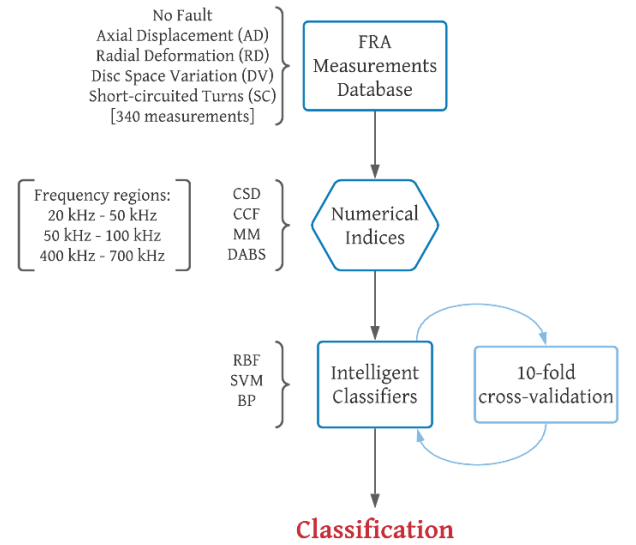 No Fault
Axial Displacement (AD)
Radial Deformation (RD)
Disc Space Variation (DV)
Short-circuited Turns (SC)
[340 measurements]
FRA
Measurements
Database
Frequency regions:
20 kHz - 50 kHz
50 kHz - 100 kHz
400 kHz - 700 kHz
CSD
CCF
MM
DABS
Numerical
Indices
RBF
SVM
BP
Intelligent
Classifiers
10-fold
cross-validation
Classification